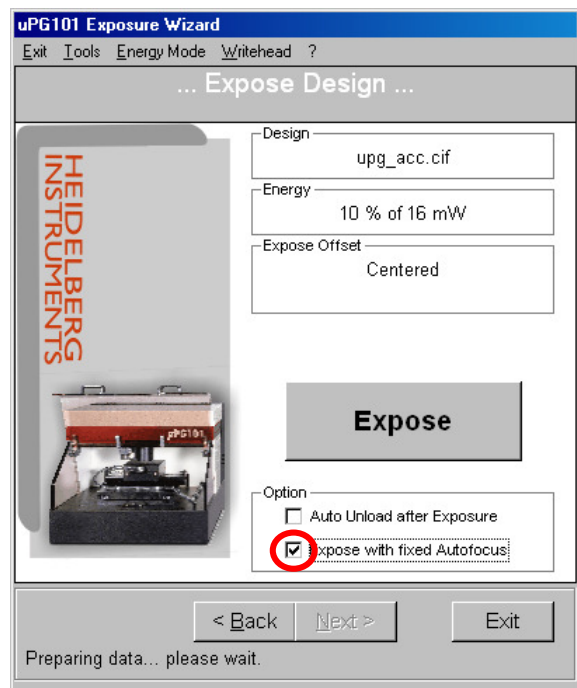 uPG101 Exposure Wizard
Exit Tools Energy Mode Writehead ?
... Expose Design ...
HEIDELBERG
INSTRUMENTS
Design
upg_acc.cif
Energy
10 % of 16 mW
Expose Offset
Centered
µPG101
Expose
Option
Auto Unload after Exposure
Expose with fixed Autofocus
< Back Next > Exit
Preparing data... please wait.